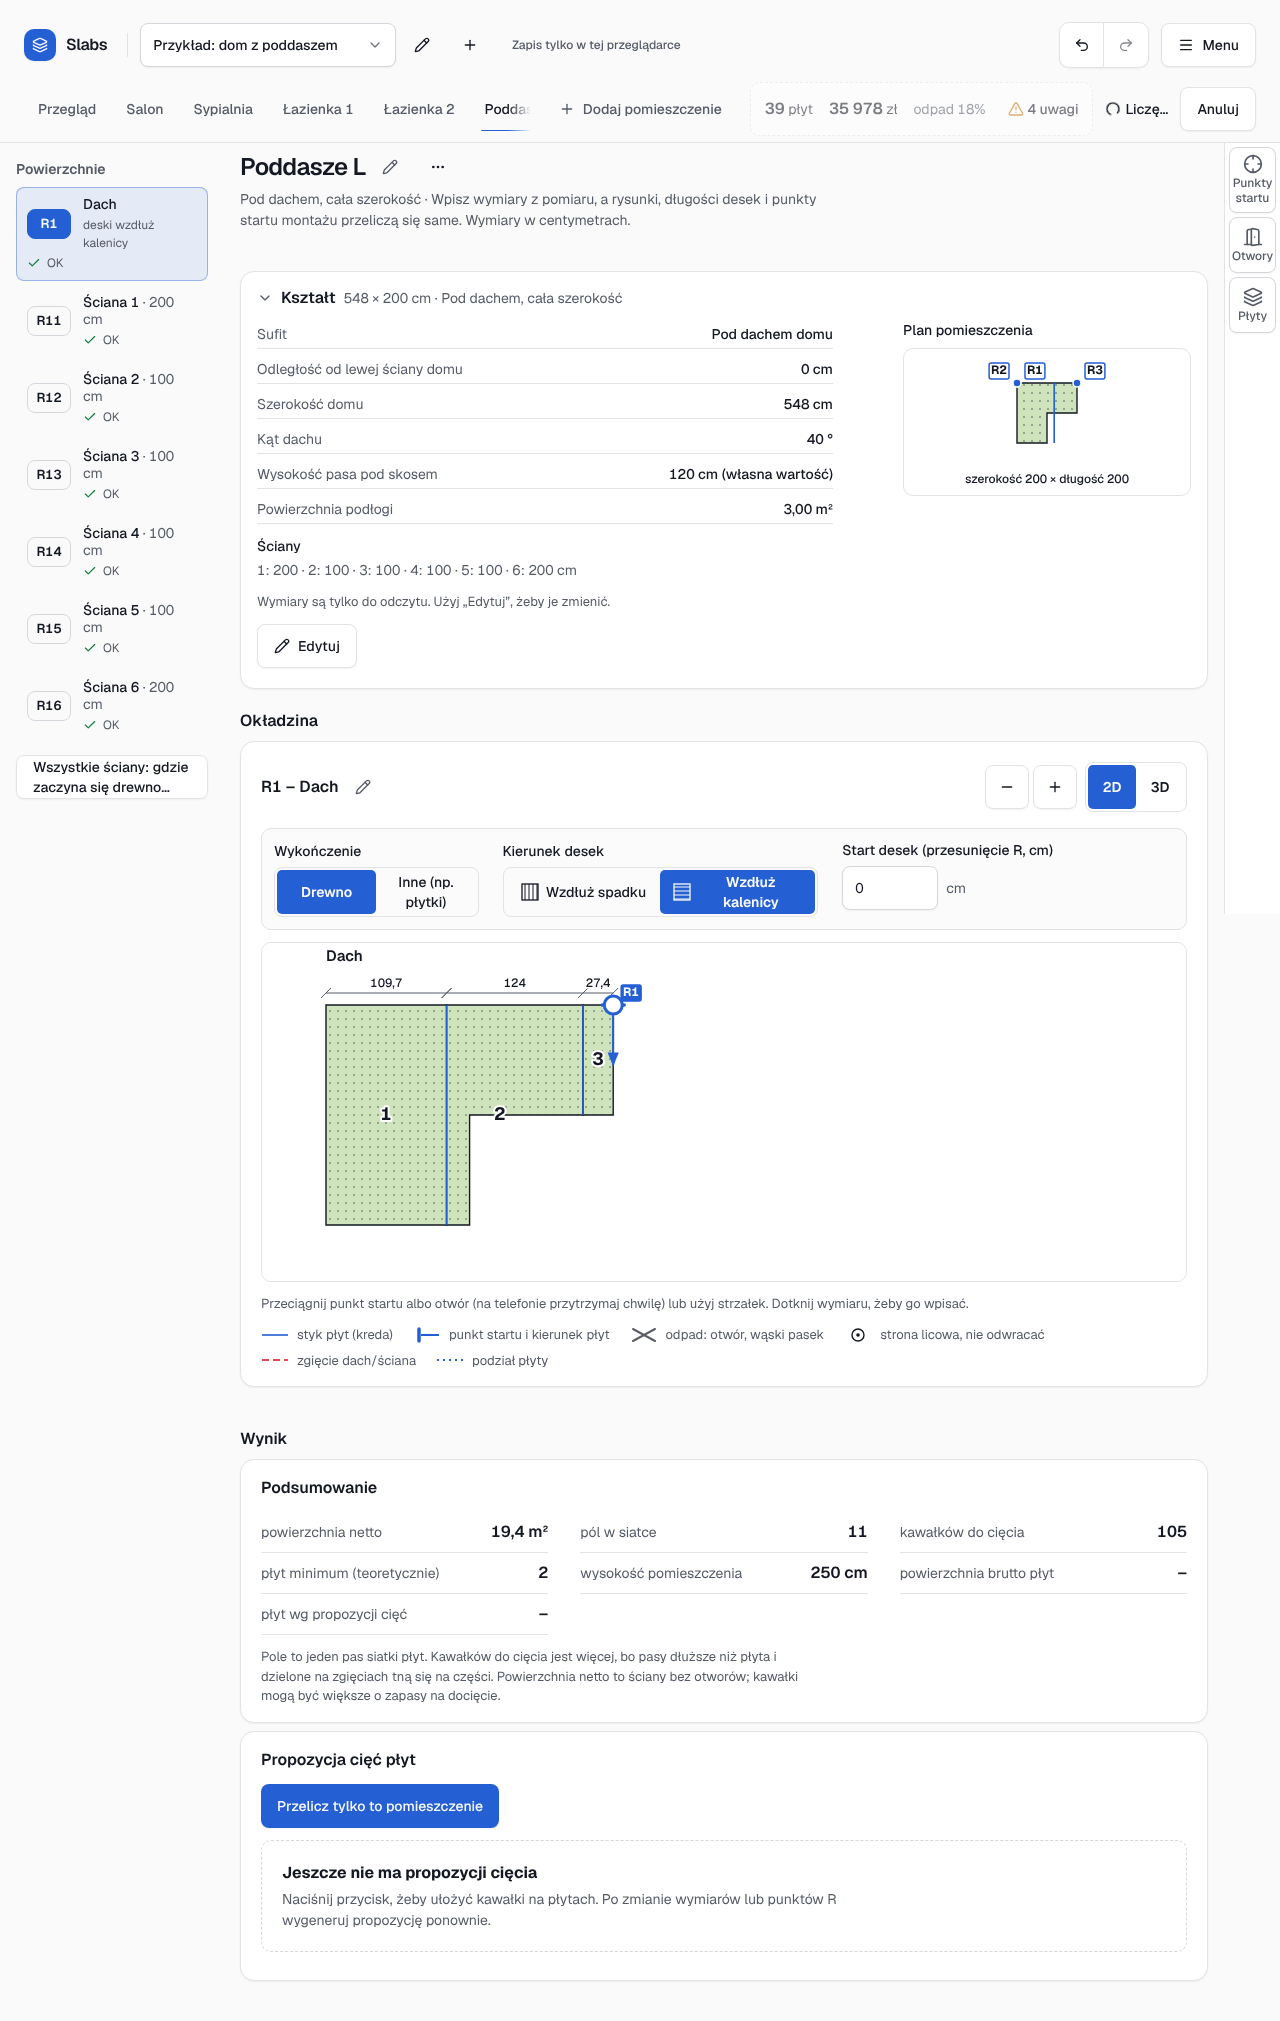 Slabs
Przykład: dom z poddaszem
Zapis tylko w tej przeglądarce
Menu
Przegląd
Salon
Sypialnia
Łazienka 1
Łazienka 2
Dodaj pomieszczenie
39 płyt 35 978 zł odpad 18% 4 uwagi
Liczę...
Anuluj
Powierzchnie
R1
Dach
deski wzdłuż
kalenicy
OK
R11
Ściana 1 · 200
cm
OK
R12
Ściana 2 · 100
cm
OK
R13
Ściana 3 · 100
cm
OK
R14
Ściana 4 · 100
cm
OK
R15
Ściana 5 · 100
cm
OK
R16
Ściana 6 · 200
cm
OK
Wszystkie ściany: gdzie
zaczyna się drewno...
Poddasze L
Pod dachem, cała szerokość · Wpisz wymiary z pomiaru, a rysunki, długości desek i punkty
startu montażu przeliczą się same. Wymiary w centymetrach.
Punkty
startu
Otwory
Płyty
Kształt 548 × 200 cm · Pod dachem, cała szerokość
Sufit Pod dachem domu
Odległość od lewej ściany domu 0 cm
Szerokość domu 548 cm
Kąt dachu 40 °
Wysokość pasa pod skosem 120 cm (własna wartość)
Powierzchnia podłogi 3,00 m²
Ściany
1: 200 · 2: 100 · 3: 100 · 4: 100 · 5: 100 · 6: 200 cm
Wymiary są tylko do odczytu. Użyj „Edytuj”, żeby je zmienić.
Edytuj
Plan pomieszczenia
R2 R1 R3
szerokość 200 × długość 200
Okładzina
R1 – Dach
2D 3D
Wykończenie
Drewno
Inne (np.
płytki)
Kierunek desek
Wzdłuż spadku
Wzdłuż
kalenicy
Start desek (przesunięcie R, cm)
0 cm
Dach
109,7 124 27,4
R1
3
1
2
Przeciągnij punkt startu albo otwór (na telefonie przytrzymaj chwilę) lub użyj strzałek. Dotknij wymiaru, żeby go wpisać.
styk płyt (kreda) punkt startu i kierunek płyt odpad: otwór, wąski pasek strona licowa, nie odwracać
zgięcie dach/ściana podział płyty
Wynik
Podsumowanie
powierzchnia netto 19,4 m² pól w siatce 11 kawałków do cięcia 105
płyt minimum (teoretycznie) 2 wysokość pomieszczenia 250 cm powierzchnia brutto płyt –
płyt wg propozycji cięć –
Pole to jeden pas siatki płyt. Kawałków do cięcia jest więcej, bo pasy dłuższe niż płyta i
dzielone na zgięciach tną się na części. Powierzchnia netto to ściany bez otworów; kawałki
mogą być większe o zapasy na docięcie.
Propozycja cięć płyt
Przelicz tylko to pomieszczenie
Jeszcze nie ma propozycji cięcia
Naciśnij przycisk, żeby ułożyć kawałki na płytach. Po zmianie wymiarów lub punktów R
wygeneruj propozycję ponownie.